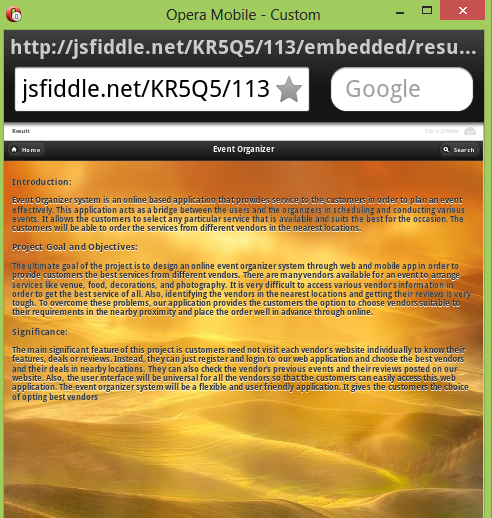 Opera Mobile - Custom
http://jsfiddle.net/KR5Q5/113/embedded/resu...
jsfiddle.net/KR5Q5/113
Google
Result
Edit in JSFiddle
Home
Event Organizer
Search
Introduction:
Event Organizer system is an online based application that provides service to the customers in order to plan an event
effectively. This application acts as a bridge between the users and the organizers in scheduling and conducting various
events. It allows the customers to select any particular service that is available and suits the best for the occasion. The
customers will be able to order the services from different vendors in the nearest locations.
Project Goal and Objectives:
The ultimate goal of the project is to design an online event organizer system through web and mobile app in order to
provide customers the best services from different vendors. There are many vendors available for an event to arrange
services like venue, food, decorations, and photography. It is very difficult to access various vendor's information in
order to get the best service of all. Also, identifying the vendors in the nearest locations and getting their reviews is very
tough. To overcome these problems, our application provides the customers the option to choose vendors suitable to
their requirements in the nearby proximity and place the order well in advance through online.
Significance:
The main significant feature of this project is customers need not visit each vendor's website individually to know their
features, deals or reviews. Instead, they can just register and login to our web application and choose the best vendors
and their deals in nearby locations. They can also check the vendor's previous events and their reviews posted on our
website. Also, the user interface will be universal for all the vendors so that the customers can easily access this web
application. The event organizer system will be a flexible and user friendly application. It gives the customers the choice
of opting best vendors